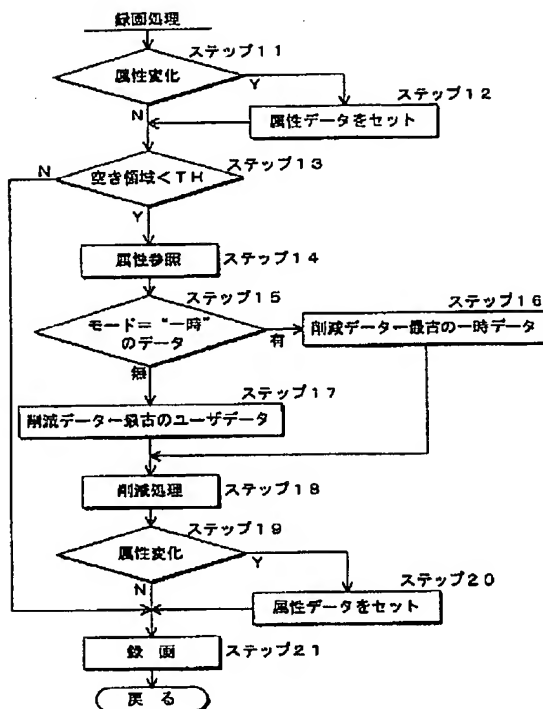 録画処理
ステップ11
属性変化
Y
N
ステップ12
属性データをセット
ステップ13
N
空き領域<TH
Y
属性参照
ステップ14
ステップ15
モード=“一時”
のデータ
有
無
ステップ16
削減データー最古の一時データ
ステップ17
削減データー最古のユーザデータ
削減処理
ステップ18
ステップ19
属性変化
Y
N
ステップ20
属性データをセット
録 画
ステップ21
戻 る